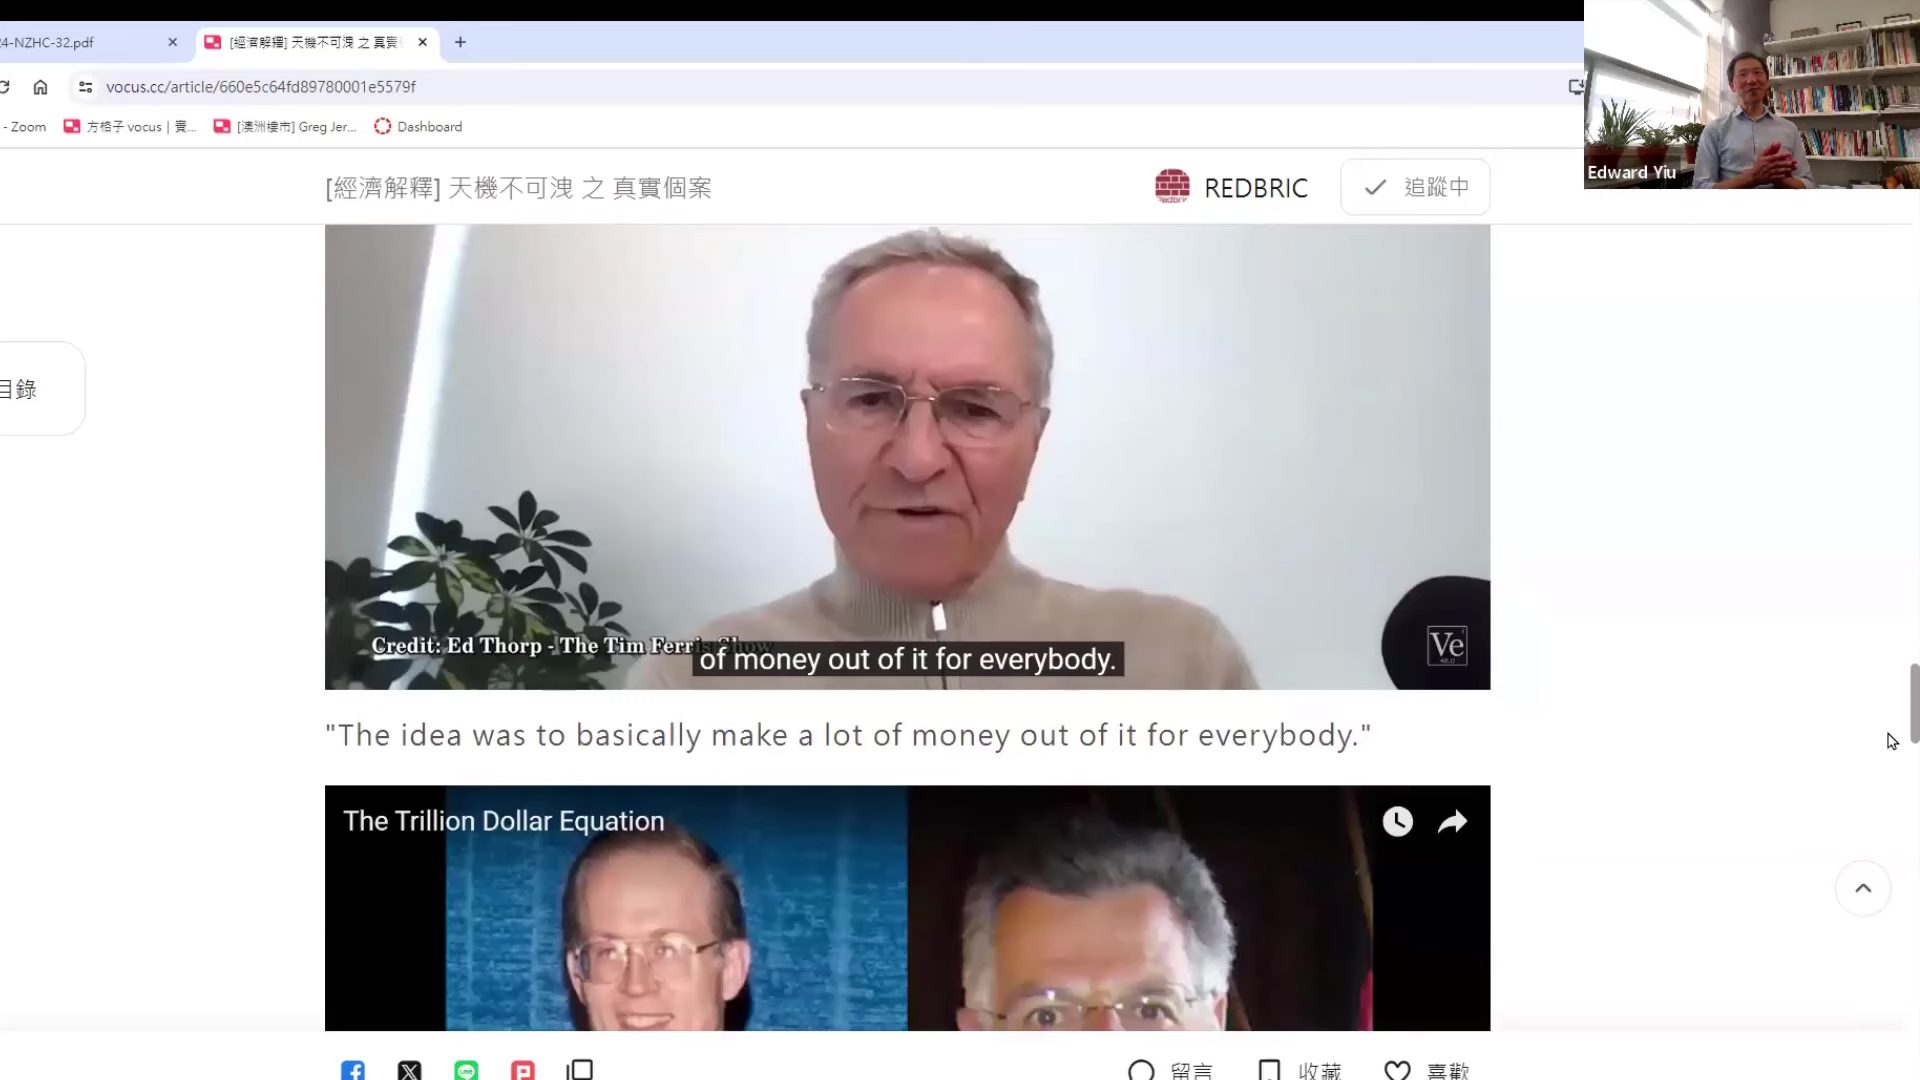 24-NZHC-32.pdf
[經濟解釋] 天機不可洩 之 真實
vocus.cc/article/660e5c64fd89780001e5579f
- Zoom
方格子 vocus | 實...
[澳洲樓市] Greg Jer...
Dashboard
Edward Yiu
[經濟解釋] 天機不可洩 之 真實個案
REDBRIC
追蹤中
目錄
Credit: Ed Thorp - The Tim Ferris Show
of money out of it for everybody.
Ve
"The idea was to basically make a lot of money out of it for everybody."
The Trillion Dollar Equation
留言
收藏
喜歡